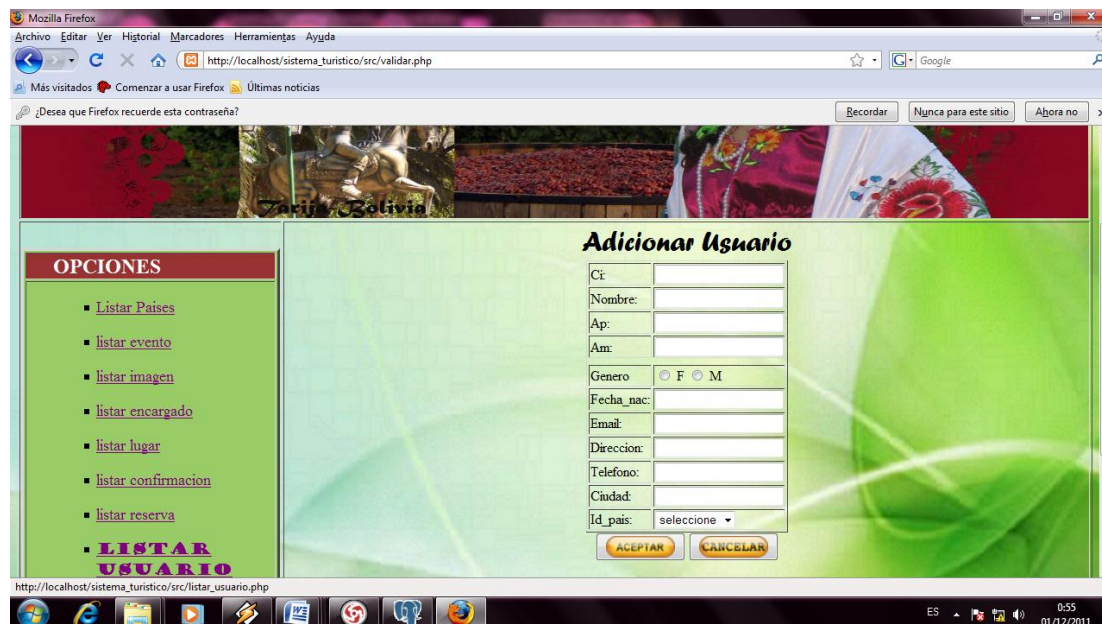 Mozilla Firefox
Archivo Editar Ver Historial Marcadores Herramientas Ayuda
http://localhost/sistema_turistico/src/validar.php
Google
Más visitados Comenzar a usar Firefox Últimas noticias
¿Desea que Firefox recuerde esta contraseña? Recordar Nunca para este sitio Ahora no
Tarija Bolivia
Adicionar Usuario
OPCIONES
Listar Paises
listar evento
listar imagen
listar encargado
listar lugar
listar confirmacion
listar reserva
LISTAR
USUARIO
Ci:
Nombre:
Ap:
Am:
Genero F M
Fecha_nac:
Email:
Direccion:
Telefono:
Ciudad:
Id_pais: seleccione
ACEPTAR CANCELAR
http://localhost/sistema_turistico/src/listar_usuario.php
ES 0:55
01/12/2011